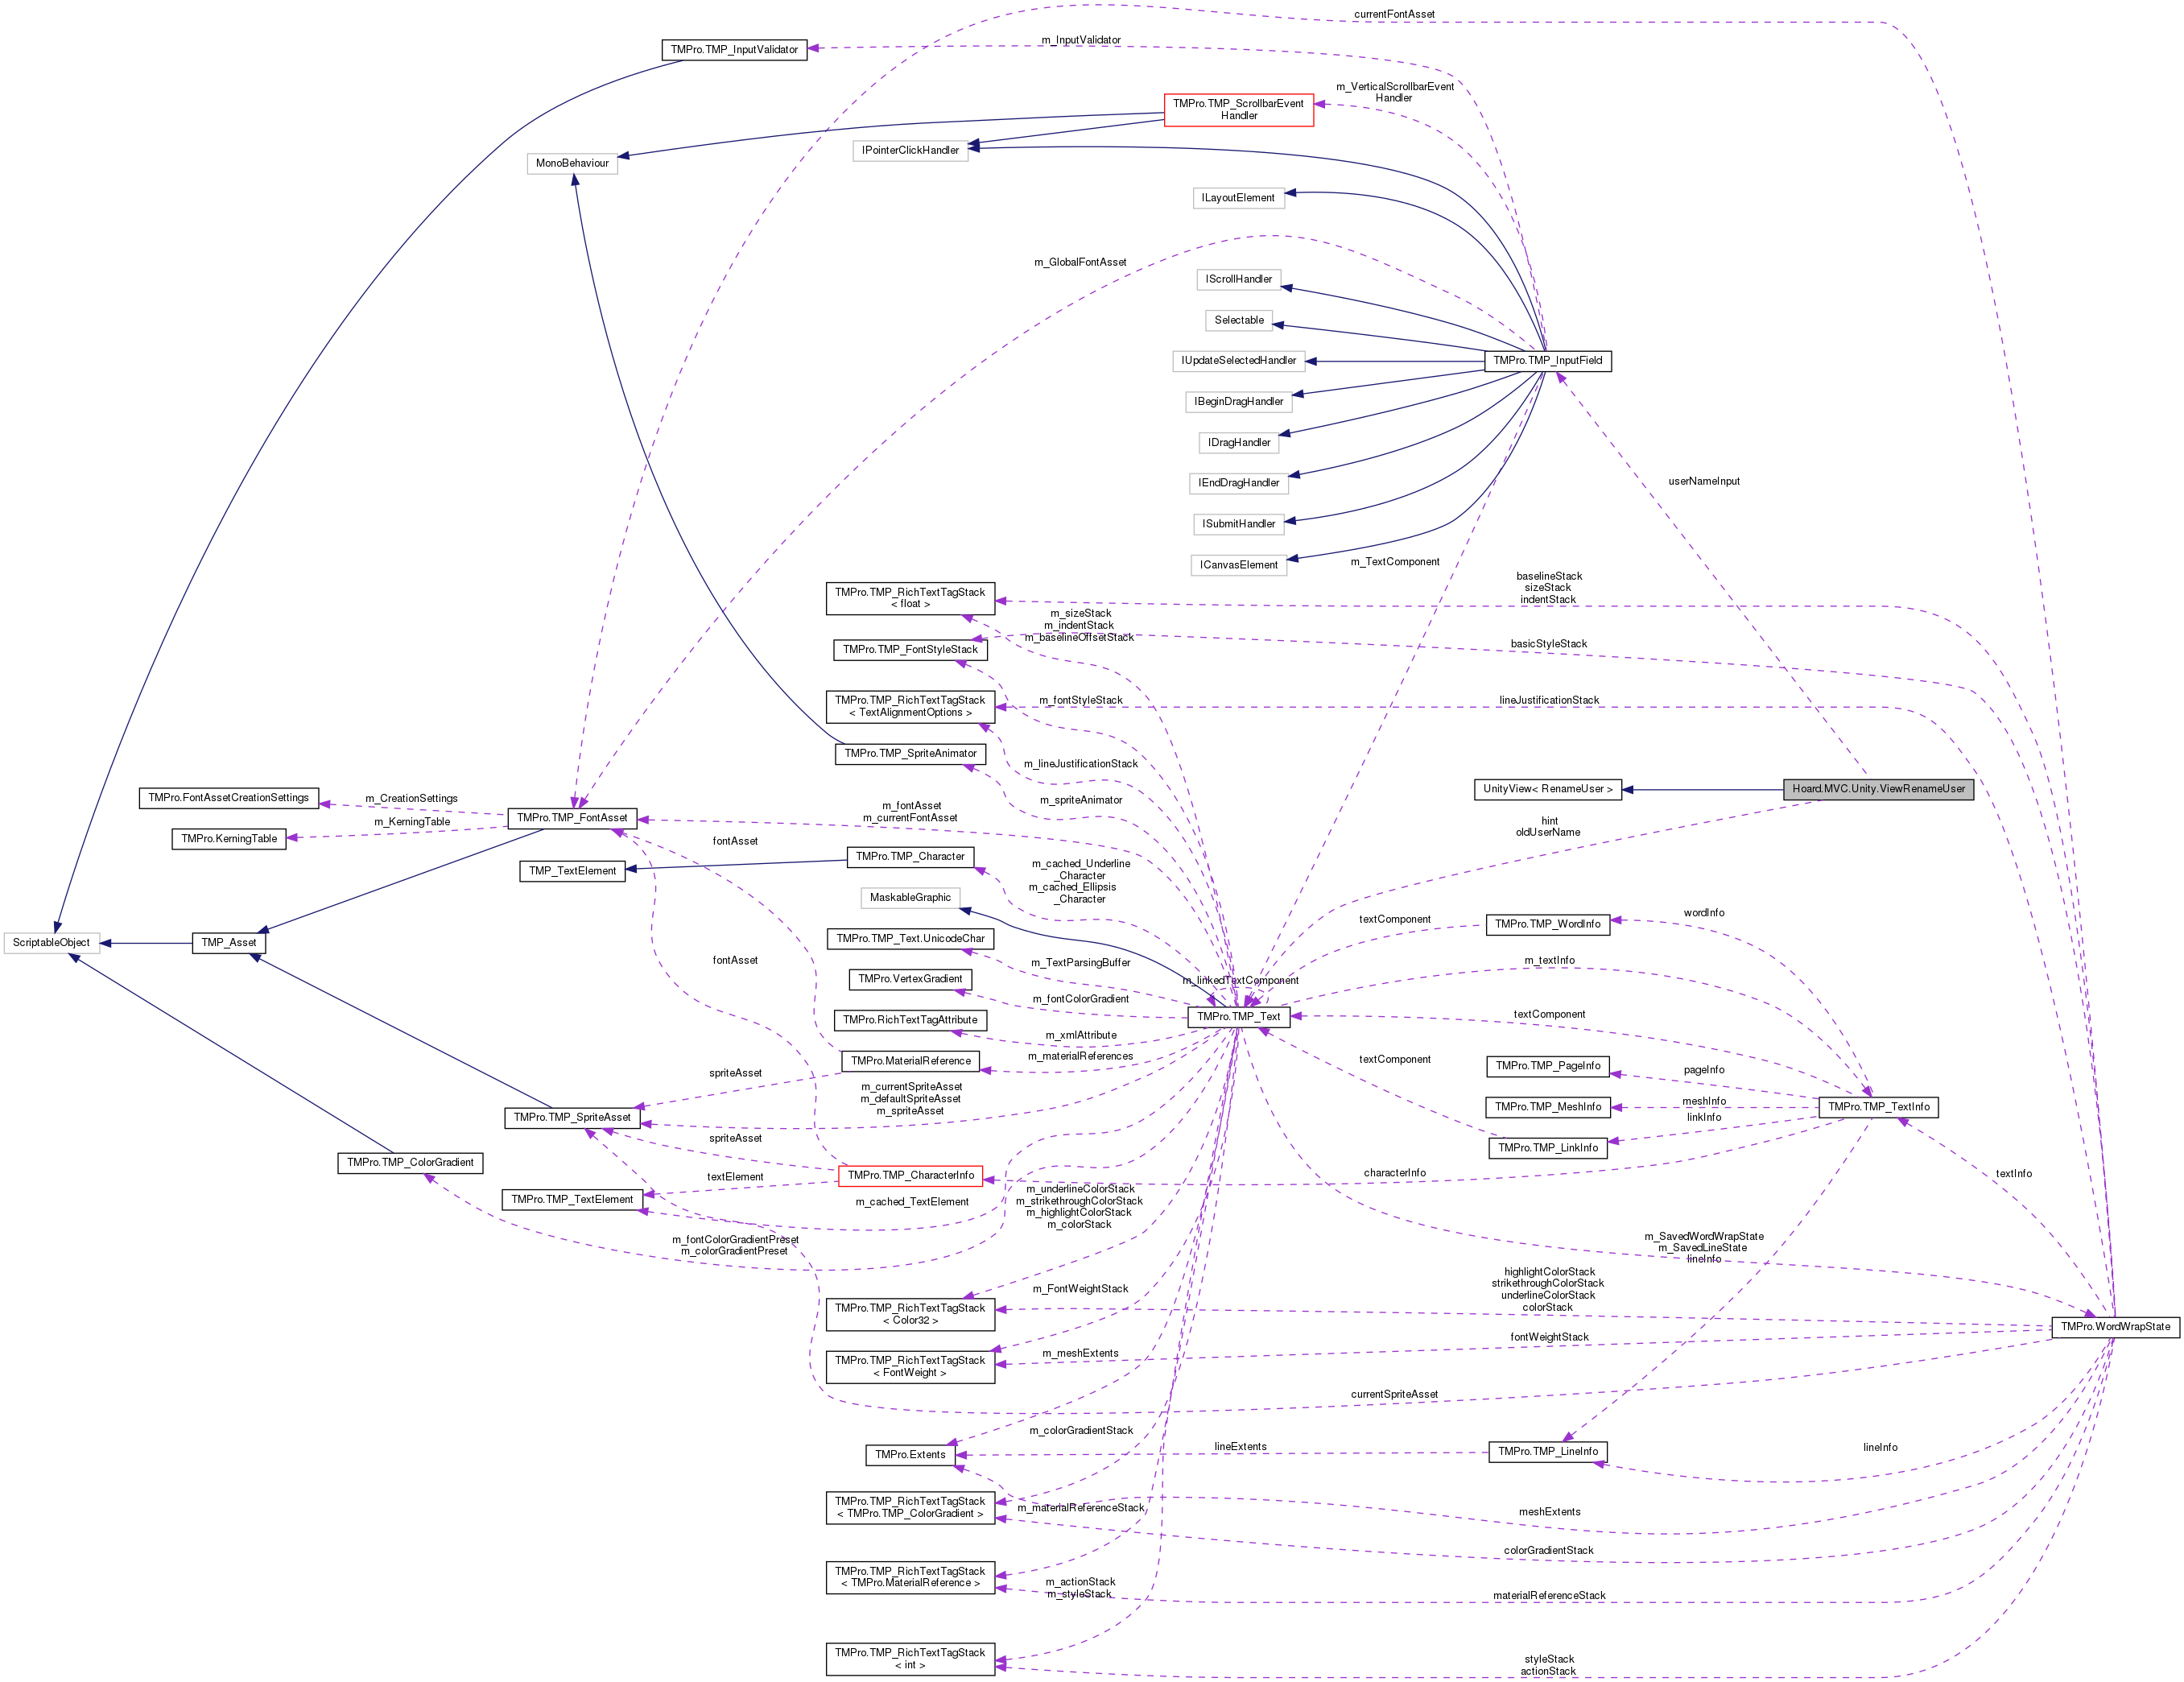 currentFontAsset
m_InputValidator
TMPro.TMP_InputValidator
m_VerticalScrollbarEvent
Handler
TMPro.TMP_ScrollbarEvent
Handler
IPointerClickHandler
MonoBehaviour
ILayoutElement
m_GlobalFontAsset
IScrollHandler
Selectable
IUpdateSelectedHandler
TMPro.TMP_InputField
IBeginDragHandler
IDragHandler
IEndDragHandler
userNameInput
ISubmitHandler
ICanvasElement
m_TextComponent
TMPro.TMP_RichTextTagStack
< float >
baselineStack
sizeStack
indentStack
m_sizeStack
m_indentStack
m_baselineOffsetStack
TMPro.TMP_FontStyleStack
basicStyleStack
TMPro.TMP_RichTextTagStack
< TextAlignmentOptions >
m_fontStyleStack
lineJustificationStack
TMPro.TMP_SpriteAnimator
m_lineJustificationStack
UnityView< RenameUser >
Hoard.MVC.Unity.ViewRenameUser
TMPro.FontAssetCreationSettings
m_CreationSettings
m_KerningTable
TMPro.KerningTable
TMPro.TMP_FontAsset
m_spriteAnimator
m_fontAsset
m_currentFontAsset
hint
oldUserName
fontAsset
TMPro.TMP_Character
TMP_TextElement
m_cached_Underline
_Character
m_cached_Ellipsis
_Character
MaskableGraphic
ScriptableObject
TMP_Asset
TMPro.TMP_Text.UnicodeChar
textComponent
TMPro.TMP_WordInfo
wordInfo
fontAsset
m_TextParsingBuffer
m_textInfo
TMPro.VertexGradient
m_linkedTextComponent
m_fontColorGradient
TMPro.RichTextTagAttribute
TMPro.TMP_Text
textComponent
m_xmlAttribute
TMPro.MaterialReference
m_materialReferences
textComponent
TMPro.TMP_PageInfo
pageInfo
spriteAsset
m_currentSpriteAsset
m_defaultSpriteAsset
m_spriteAsset
TMPro.TMP_SpriteAsset
TMPro.TMP_MeshInfo
meshInfo
linkInfo
TMPro.TMP_TextInfo
spriteAsset
TMPro.TMP_LinkInfo
TMPro.TMP_ColorGradient
TMPro.TMP_CharacterInfo
characterInfo
textInfo
textElement
TMPro.TMP_TextElement
m_cached_TextElement
m_underlineColorStack
m_strikethroughColorStack
m_highlightColorStack
m_colorStack
m_fontColorGradientPreset
m_colorGradientPreset
m_SavedWordWrapState
m_SavedLineState
lineInfo
highlightColorStack
strikethroughColorStack
underlineColorStack
colorStack
m_FontWeightStack
TMPro.TMP_RichTextTagStack
< Color32 >
TMPro.WordWrapState
fontWeightStack
m_meshExtents
TMPro.TMP_RichTextTagStack
< FontWeight >
currentSpriteAsset
m_colorGradientStack
TMPro.Extents
lineExtents
TMPro.TMP_LineInfo
lineInfo
TMPro.TMP_RichTextTagStack
< TMPro.TMP_ColorGradient >
m_materialReferenceStack
meshExtents
colorGradientStack
TMPro.TMP_RichTextTagStack
< TMPro.MaterialReference >
m_actionStack
m_styleStack
materialReferenceStack
TMPro.TMP_RichTextTagStack
< int >
styleStack
actionStack